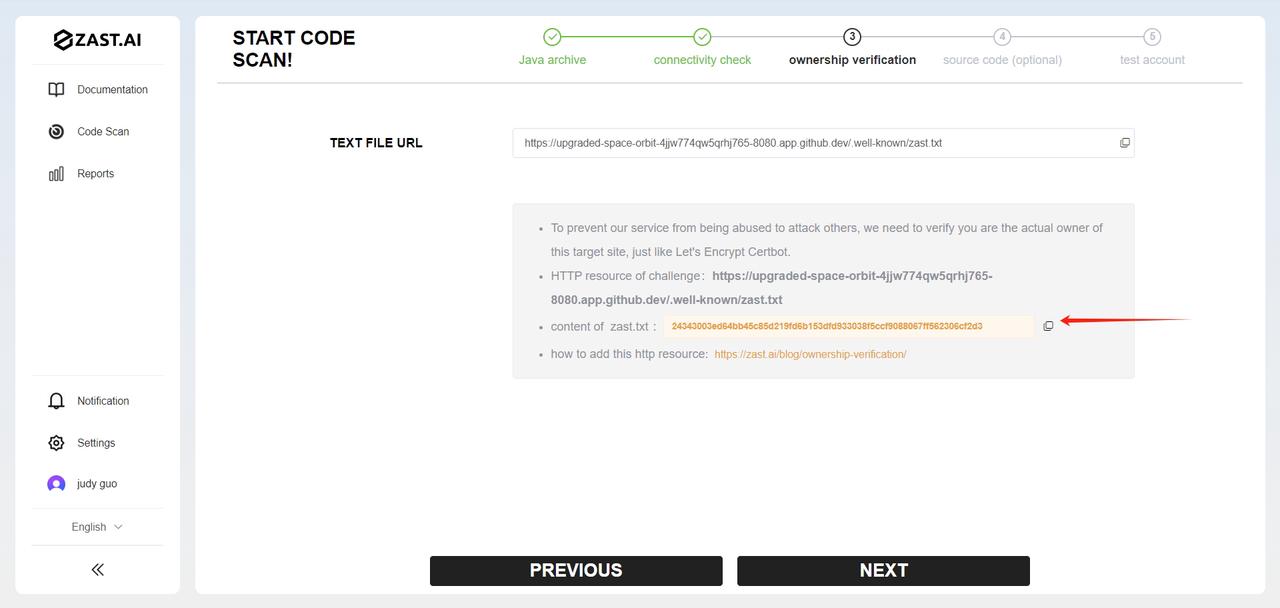 ZAST.AI
Documentation
Code Scan
Reports
Notification
Settings
judy guo
English
START CODE
SCAN!
Java archive
connectivity check
3
ownership verification
4
source code (optional)
5
test account
TEXT FILE URL
https://upgraded-space-orbit-4jjw774qw5qrhj765-8080.app.github.dev/.well-known/zast.txt
To prevent our service from being abused to attack others, we need to verify you are the actual owner of
this target site, just like Let's Encrypt Certbot.
HTTP resource of challenge: https://upgraded-space-orbit-4jjw774qw5qrhj765-
8080.app.github.dev/.well-known/zast.txt
content of zast.txt : 24343003ed64bb45c85d219fd6b153dfd933038f5ccf9088067ff562306cf2d3
how to add this http resource: https://zast.ai/blog/ownership-verification/
PREVIOUS
NEXT